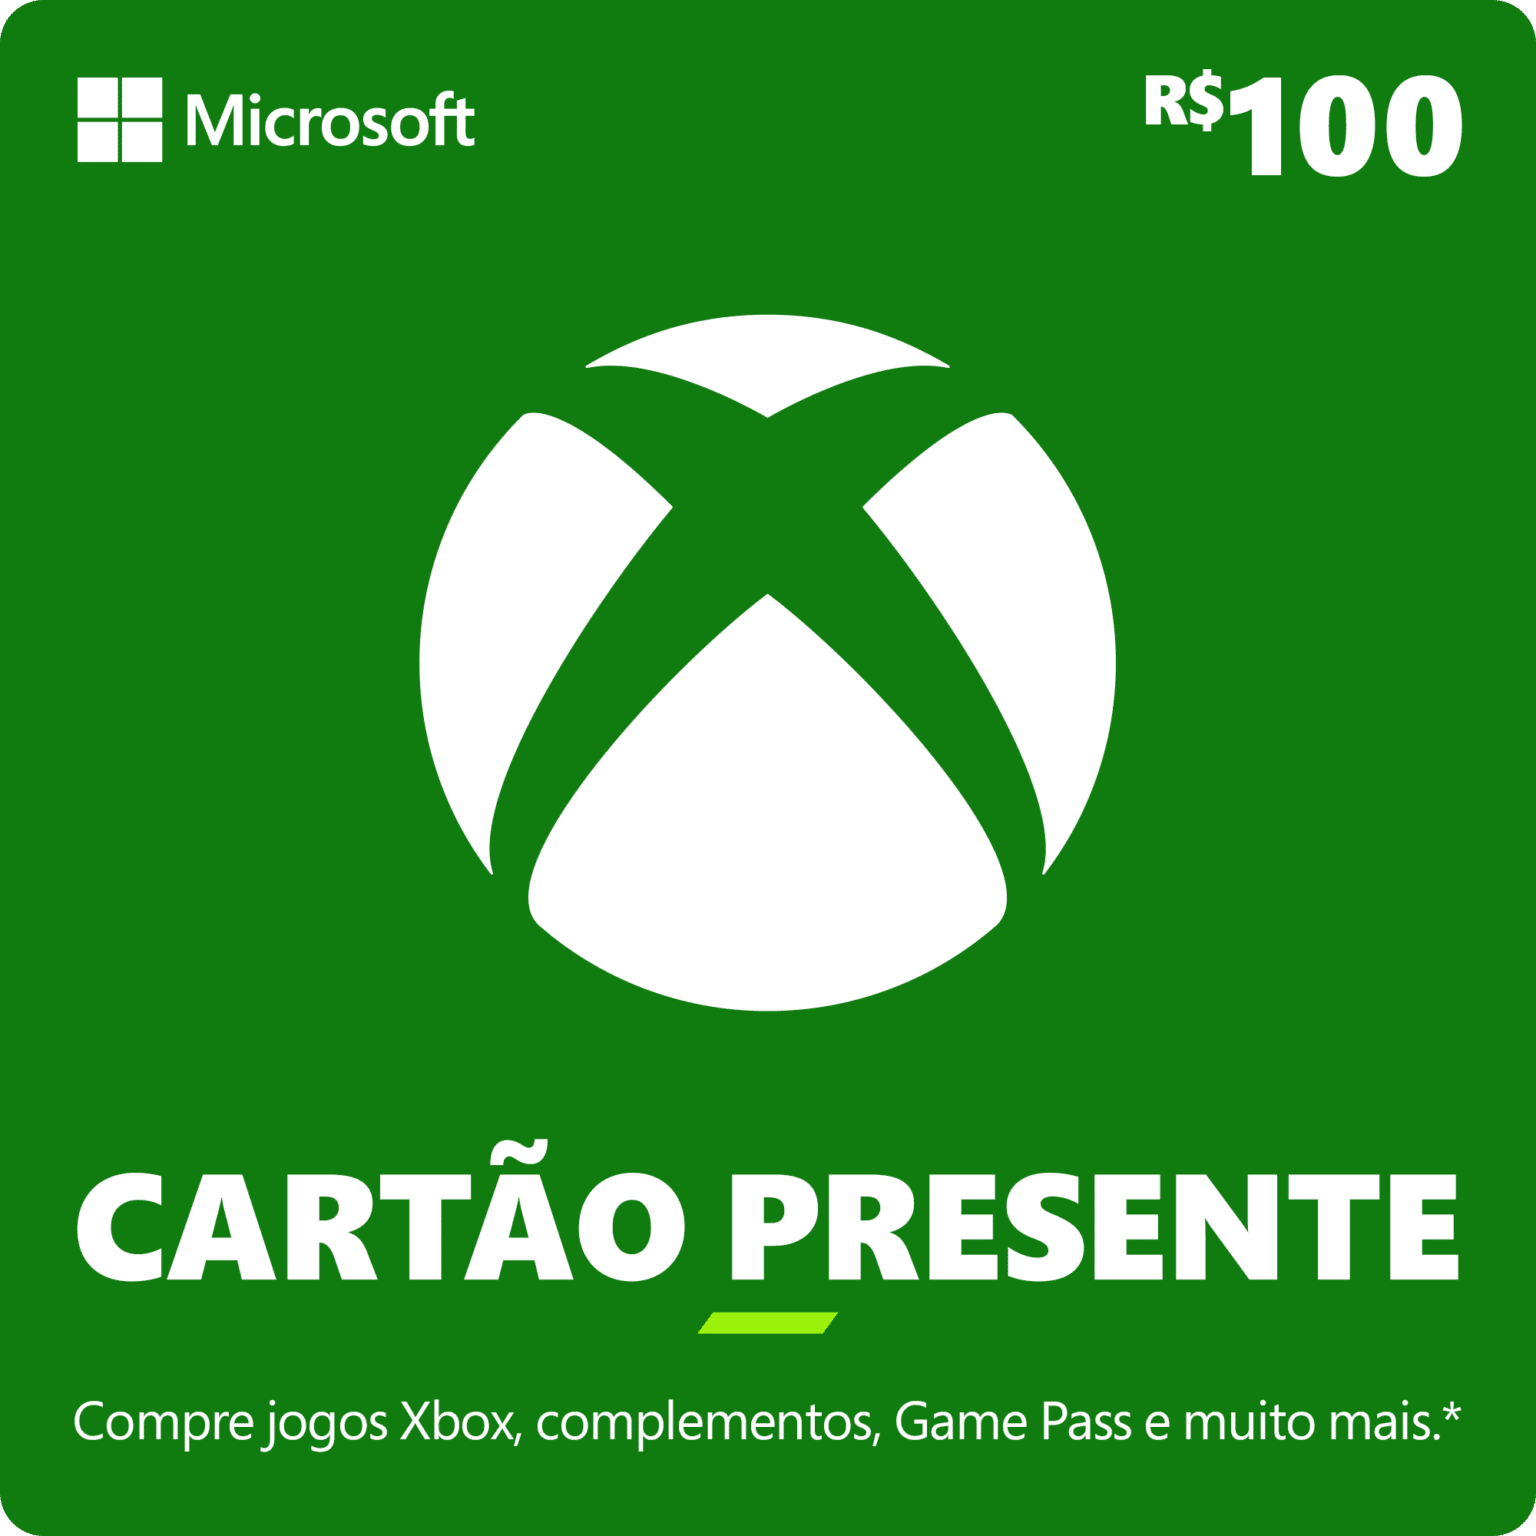 Microsoft
R$100
CARTÃO PRESENTE
Compre jogos Xbox, complementos, Game Pass e muito mais.*